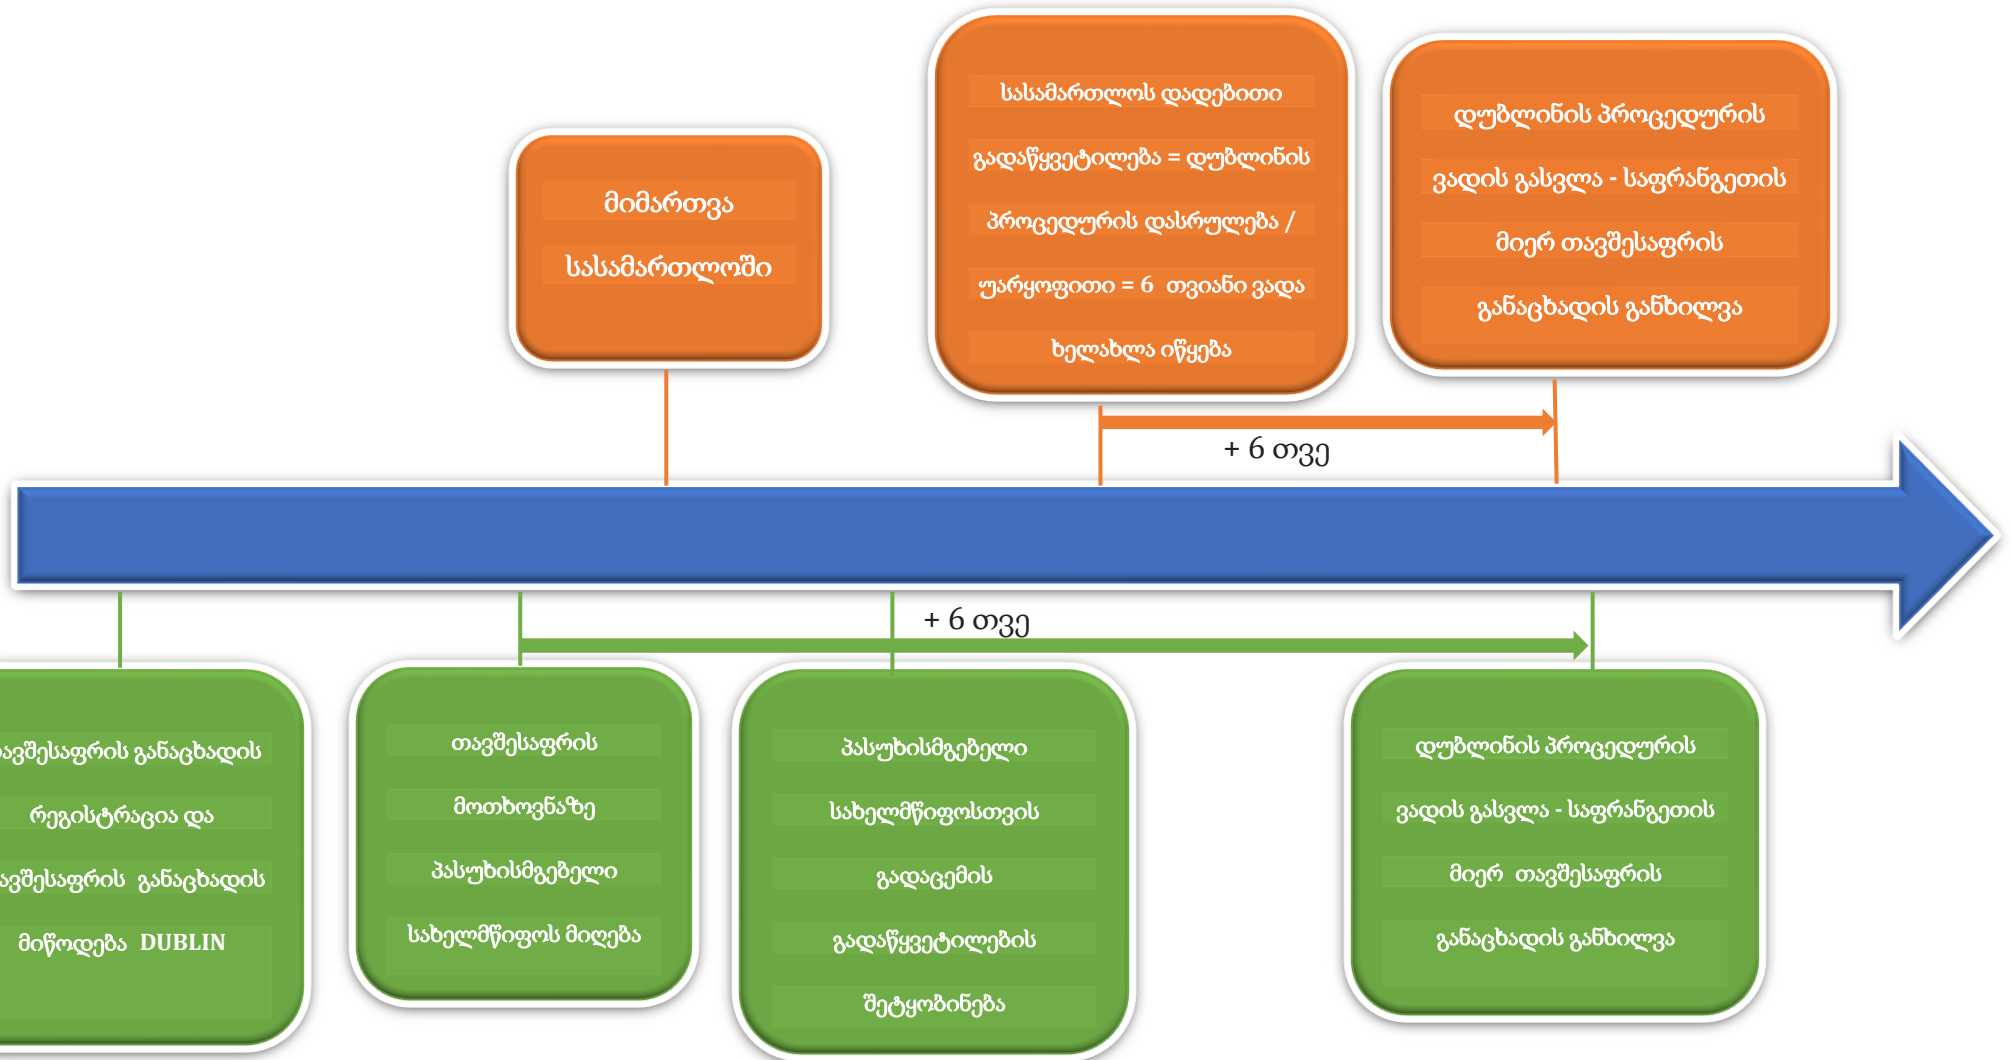 მიმართვა
სასამართლოში
სასამართლოს დადებითი
გადაწყვეტილება = დუბლინის
პროცედურის დასრულება /
უარყოფითი = 6 თვიანი ვადა
ხელახლა იწყება
დუბლინის პროცედურის
ვადის გასვლა - საფრანგეთის
მიერ თავშესაფრის
განაცხადის განხილვა
+ 6 თვე
+ 6 თვე
განაცხადის
რეგისტრაცია და
განაცხადის
მიწოდება DUBLIN
თავშესაფრის
მოთხოვნაზე
პასუხისმგებელი
სახელმწიფოს მიღება
პასუხისმგებელი
სახელმწიფოსთვის
გადაცემის
გადაწყვეტილების
შეტყობინება
დუბლინის პროცედურის
ვადის გასვლა - საფრანგეთის
მიერ თავშესაფრის
განაცხადის განხილვა